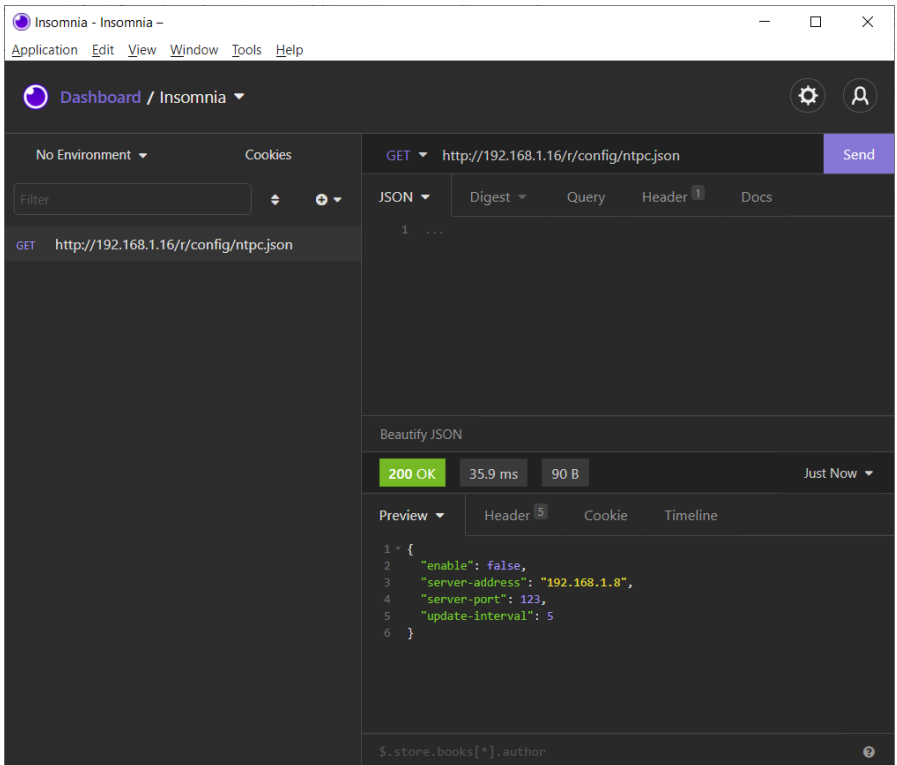 Insomnia - Insomnia –
Application Edit View Window Tools Help
Dashboard / Insomnia
No Environment Cookies
GET http://192.168.1.16/r/config/ntpc.json Send
Filter
JSON Digest Query Header 1 Docs
GET http://192.168.1.16/r/config/ntpc.json
1 ...
Beautify JSON
200 OK 35.9 ms 90 B Just Now
Preview Header 5 Cookie Timeline
1 {
2 "enable": false,
3 "server-address": "192.168.1.8",
4 "server-port": 123,
5 "update-interval": 5
6 }
$.store.books[*].author